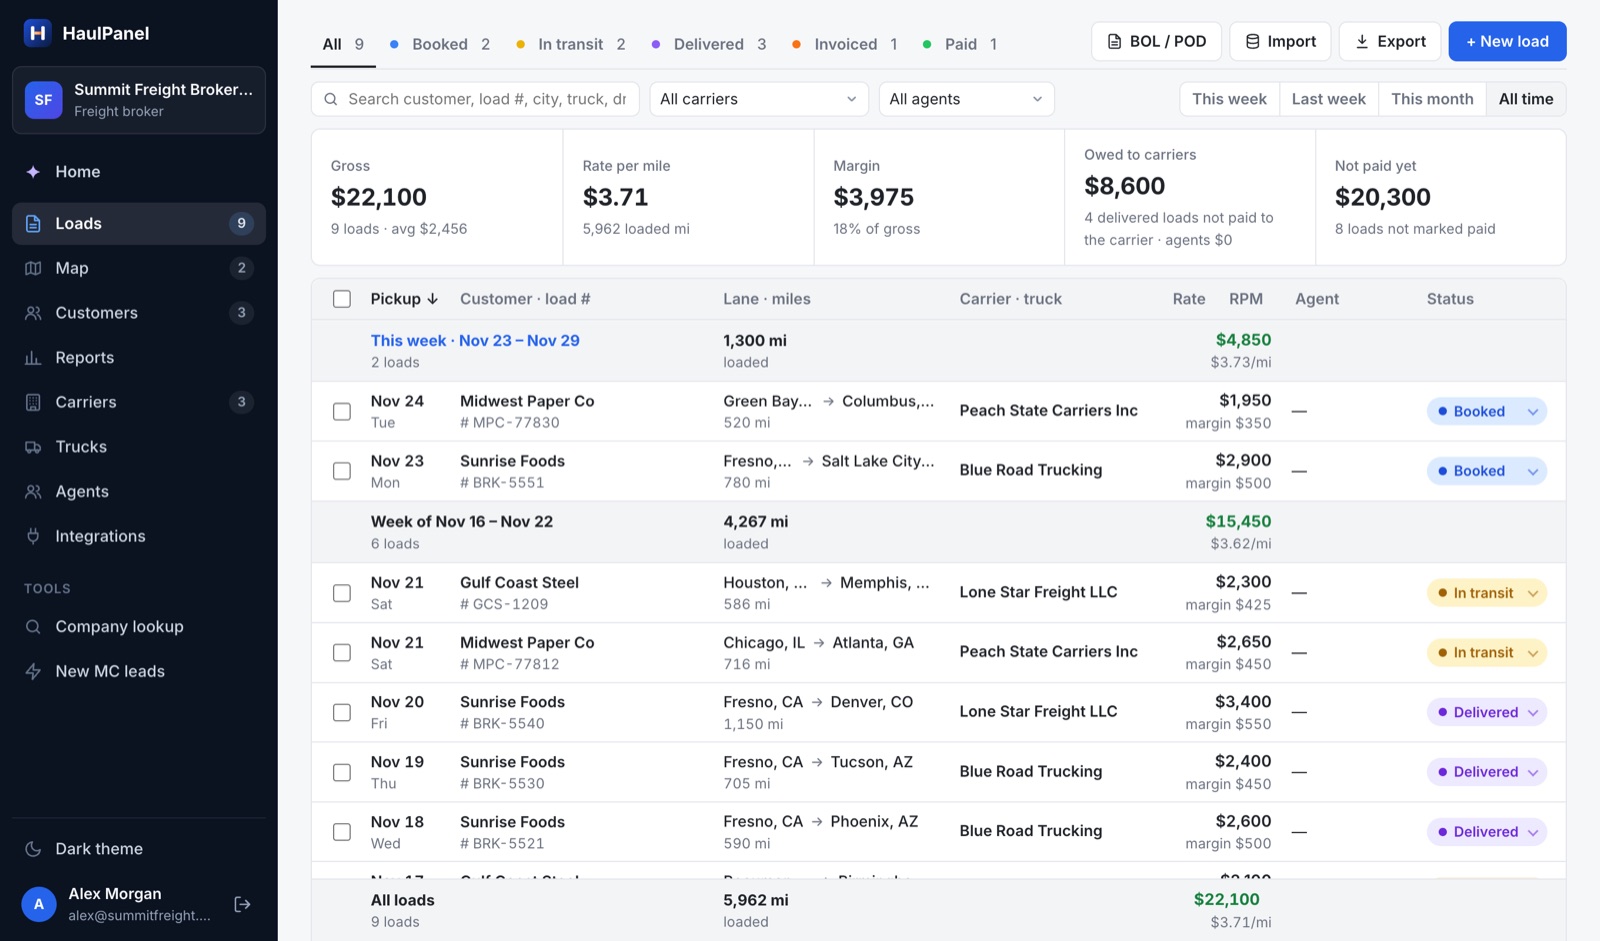 HaulPanel
SF
Summit Freight Broker...
Freight broker
Home
Loads 9
Map 2
Customers 3
Reports
Carriers 3
Trucks
Agents
Integrations
TOOLS
Company lookup
New MC leads
Dark theme
A
Alex Morgan
alex@summitfreight....
All 9 Booked 2 In transit 2 Delivered 3 Invoiced 1 Paid 1
BOL / POD Import Export + New load
Search customer, load #, city, truck, dr
All carriers All agents
This week Last week This month All time
Gross
$22,100
9 loads · avg $2,456
Rate per mile
$3.71
5,962 loaded mi
Margin
$3,975
18% of gross
Owed to carriers
$8,600
4 delivered loads not paid to
the carrier · agents $0
Not paid yet
$20,300
8 loads not marked paid
Pickup ↓ Customer · load # Lane · miles Carrier · truck Rate RPM Agent Status
This week · Nov 23 – Nov 29 1,300 mi $4,850
2 loads loaded $3.73/mi
Nov 24 Midwest Paper Co Green Bay... → Columbus,... Peach State Carriers Inc $1,950 — Booked
Tue # MPC-77830 520 mi margin $350
Nov 23 Sunrise Foods Fresno,... → Salt Lake City... Blue Road Trucking $2,900 — Booked
Mon # BRK-5551 780 mi margin $500
Week of Nov 16 – Nov 22 4,267 mi $15,450
6 loads loaded $3.62/mi
Nov 21 Gulf Coast Steel Houston, ... → Memphis, ... Lone Star Freight LLC $2,300 — In transit
Sat # GCS-1209 586 mi margin $425
Nov 21 Midwest Paper Co Chicago, IL → Atlanta, GA Peach State Carriers Inc $2,650 — In transit
Sat # MPC-77812 716 mi margin $450
Nov 20 Sunrise Foods Fresno, CA → Denver, CO Lone Star Freight LLC $3,400 — Delivered
Fri # BRK-5540 1,150 mi margin $550
Nov 19 Sunrise Foods Fresno, CA → Tucson, AZ Blue Road Trucking $2,400 — Delivered
Thu # BRK-5530 705 mi margin $450
Nov 18 Sunrise Foods Fresno, CA → Phoenix, AZ Blue Road Trucking $2,600 — Delivered
Wed # BRK-5521 590 mi margin $500
All loads 5,962 mi $22,100
9 loads loaded $3.71/mi